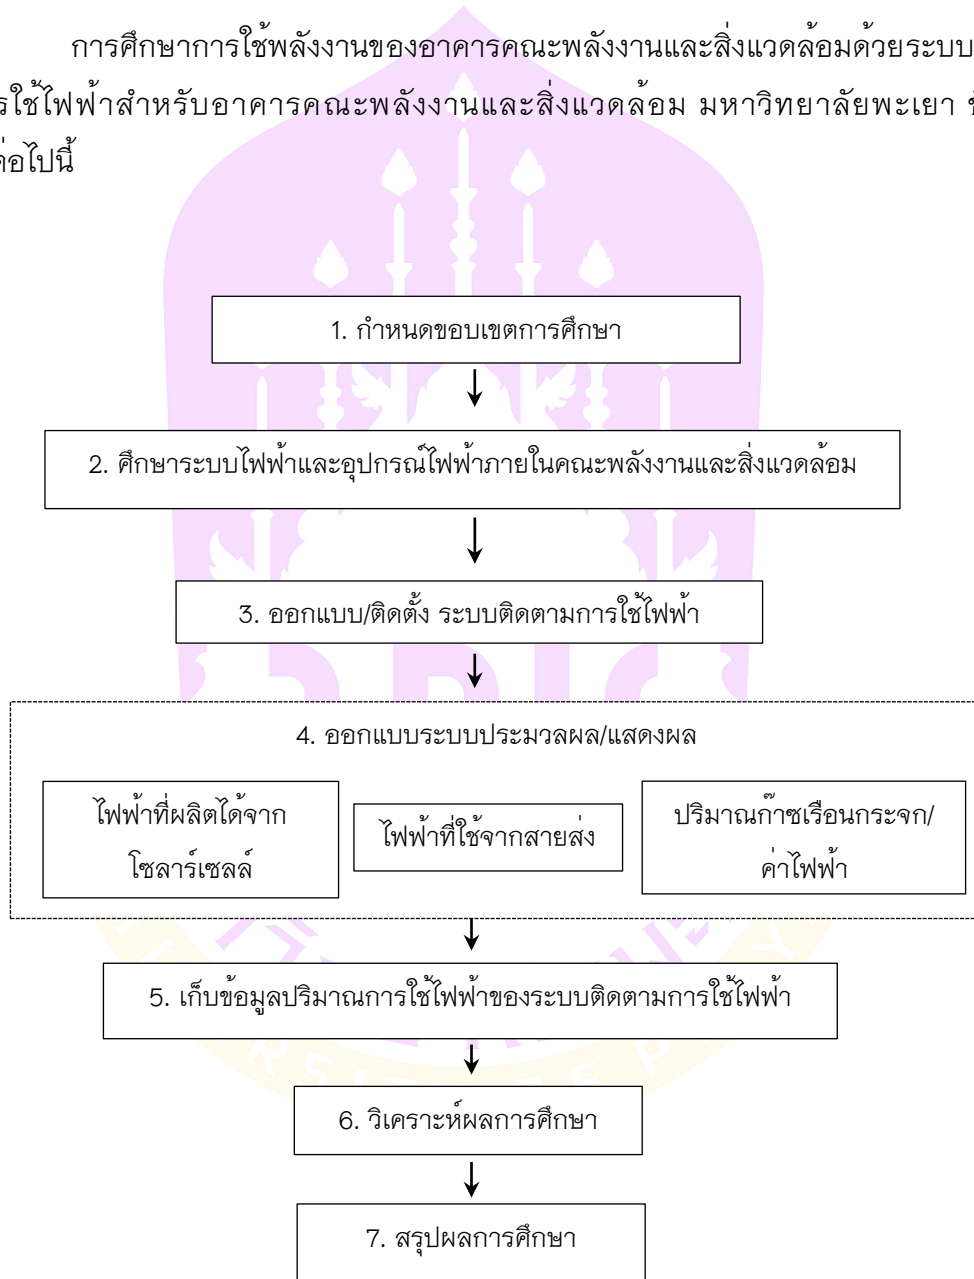 การศึกษาการใช้พลังงานของอาคารคณะพลังงานและสิ่งแวดล้อมด้วยระบบ
ใช้ไฟฟ้าสำหรับอาคารคณะพลังงานและสิ่งแวดล้อม มหาวิทยาลัยพะเยา
ต่อไปนี้
1. กำหนดขอบเขตการศึกษา
2. ศึกษาระบบไฟฟ้าและอุปกรณ์ไฟฟ้าภายในคณะพลังงานและสิ่งแวดล้อม
3. ออกแบบ/ติดตั้ง ระบบติดตามการใช้ไฟฟ้า
4. ออกแบบระบบประมวลผล/แสดงผล
ไฟฟ้าที่ผลิตได้จาก
โซลาร์เซลล์
ไฟฟ้าที่ใช้จากสายส่ง
ปริมาณก๊าซเรือนกระจก/
ค่าไฟฟ้า
5. เก็บข้อมูลปริมาณการใช้ไฟฟ้าของระบบติดตามการใช้ไฟฟ้า
6. วิเคราะห์ผลการศึกษา
7. สรุปผลการศึกษา